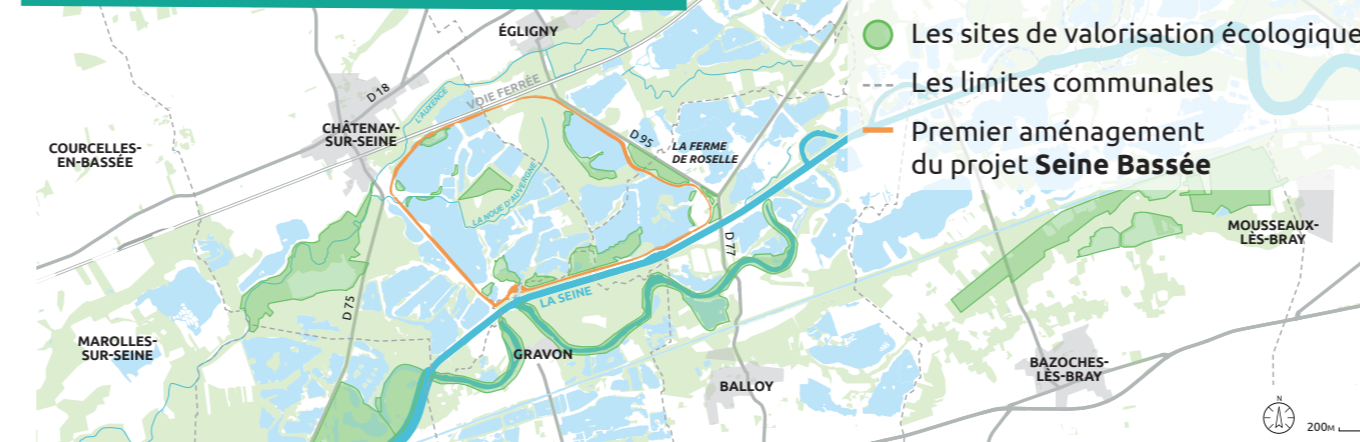 Les sites de valorisation écologique
Les limites communales
Premier aménagement
du projet Seine Bassée
ÉGLIGNY
D 18
L'AUXENCE
VOIE FERRÉE
CHÂTENAY-
SUR-SEINE
COURCELLES-
EN-BASSÉE
D 95
LA FERME
DE ROSELLE
LA NOUE D'AUVERGNE
D 77
MOUSSEAUX-
LÈS-BRAY
D 75
LA SEINE
MAROLLES-
SUR-SEINE
GRAVON
BALLOY
BAZOCHES-
LÈS-BRAY
N
200M